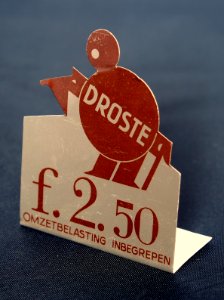 DROSTE
f. 2.50
OMZETBELASTING INBEGREPEN